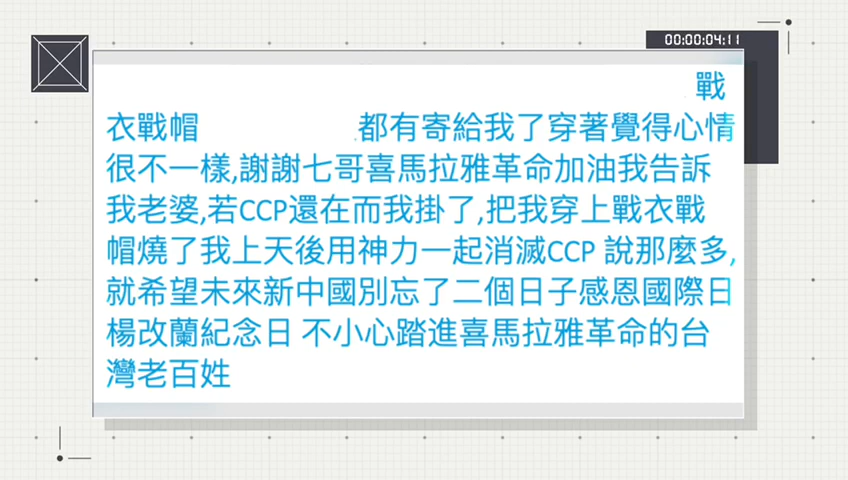 00:00:04:11
戰
衣戰帽 都有寄給我了穿著覺得心情
很不一樣,謝謝七哥喜馬拉雅革命加油我告訴
我老婆,若CCP還在而我掛了,把我穿上戰衣戰
帽燒了我上天後用神力一起消滅CCP 說那麼多,
就希望未來新中國別忘了二個日子感恩國際日
楊改蘭紀念日 不小心踏進喜馬拉雅革命的台
灣老百姓